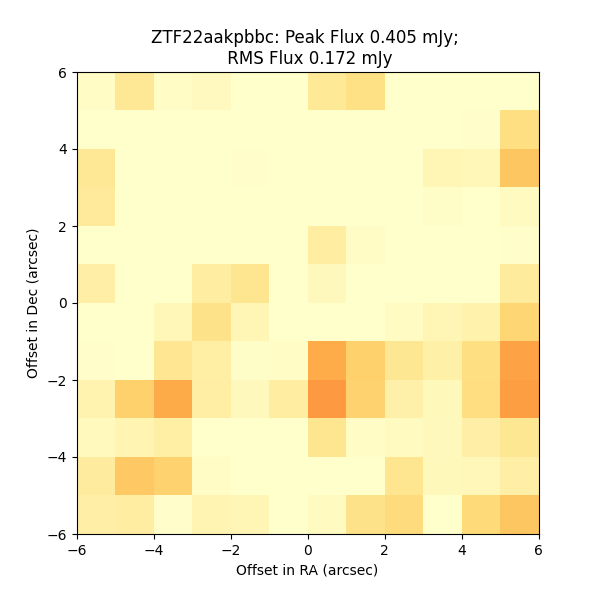 ZTF22aakpbbc: Peak Flux 0.405 mJy;
RMS Flux 0.172 mJy
6
4
2
0
−2
−4
−6
Offset in Dec (arcsec)
−6 −4 −2 0 2 4 6
Offset in RA (arcsec)